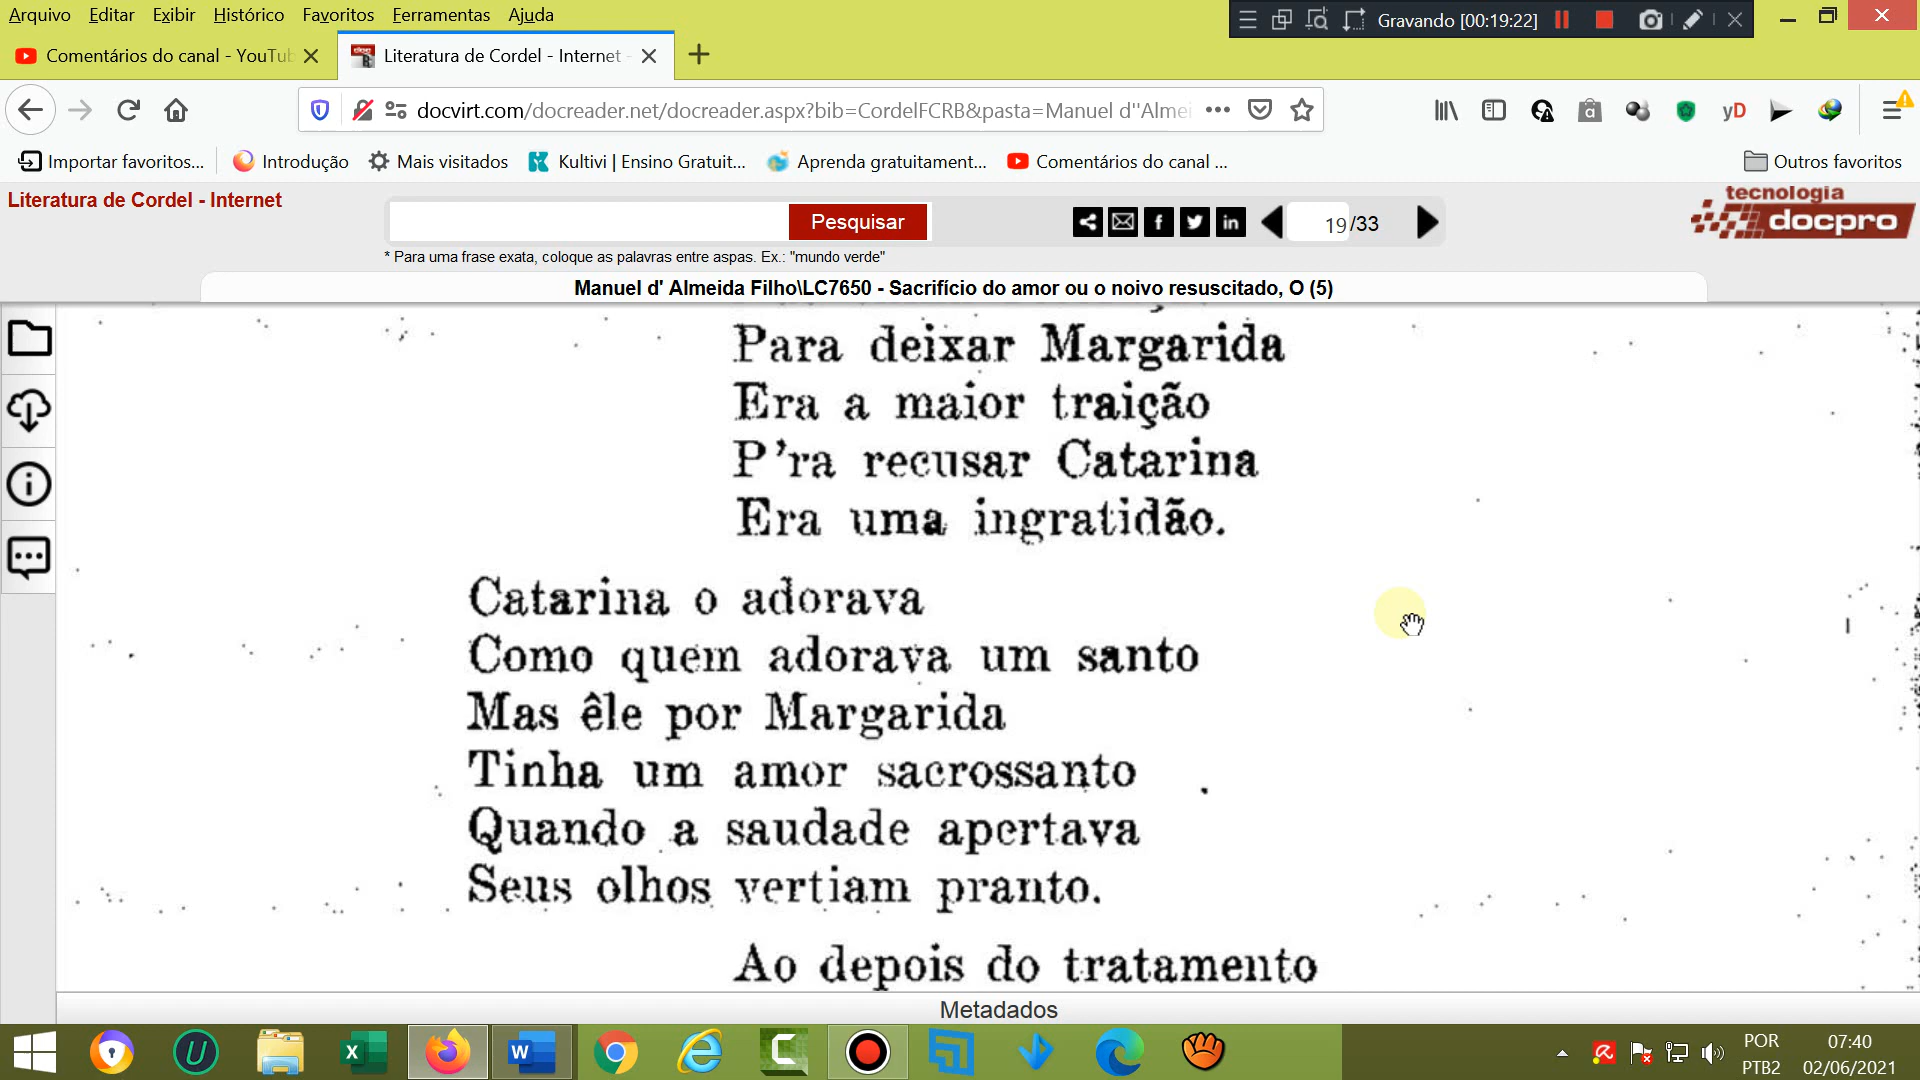 Arquivo Editar Exibir Histórico Favoritos Ferramentas Ajuda
Gravando [00:19:22]
Comentários do canal - YouTub
Literatura de Cordel - Internet -
docvirt.com/docreader.net/docreader.aspx?bib=CordelFCRB&pasta=Manuel d''Almei
yD
Importar favoritos... Introdução Mais visitados Kultivi | Ensino Gratuit... Aprenda gratuitament... Comentários do canal ... Outros favoritos
Literatura de Cordel - Internet
Pesquisar
19 /33
tecnologia
docpro
* Para uma frase exata, coloque as palavras entre aspas. Ex.: "mundo verde"
Manuel d' Almeida Filho\LC7650 - Sacrifício do amor ou o noivo resuscitado, O (5)
Para deixar Margarida
Era a maior traição
P'ra recusar Catarina
Era uma ingratidão.
Catarina o adorava
Como quem adorava um santo
Mas êle por Margarida
Tinha um amor sacrossanto
Quando a saudade apertava
Seus olhos vertiam pranto.
Ao depois do tratamento
Metadados
POR
PTB2
07:40
02/06/2021